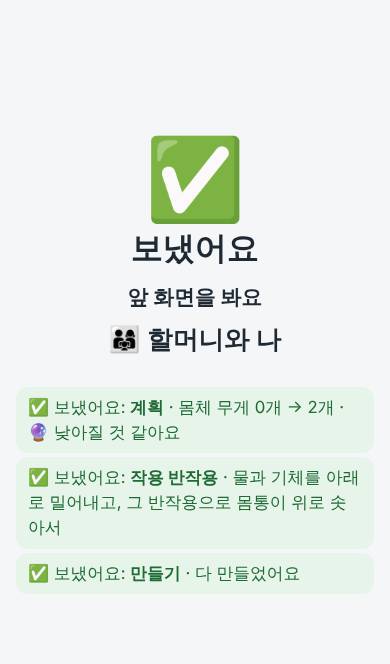 ✅
보냈어요
앞 화면을 봐요
👨‍👩‍👧 할머니와 나
✅ 보냈어요: 계획 · 몸체 무게 0개 → 2개 ·
🔮 낮아질 것 같아요
✅ 보냈어요: 작용 반작용 · 물과 기체를 아래
로 밀어내고, 그 반작용으로 몸통이 위로 솟
아서
✅ 보냈어요: 만들기 · 다 만들었어요